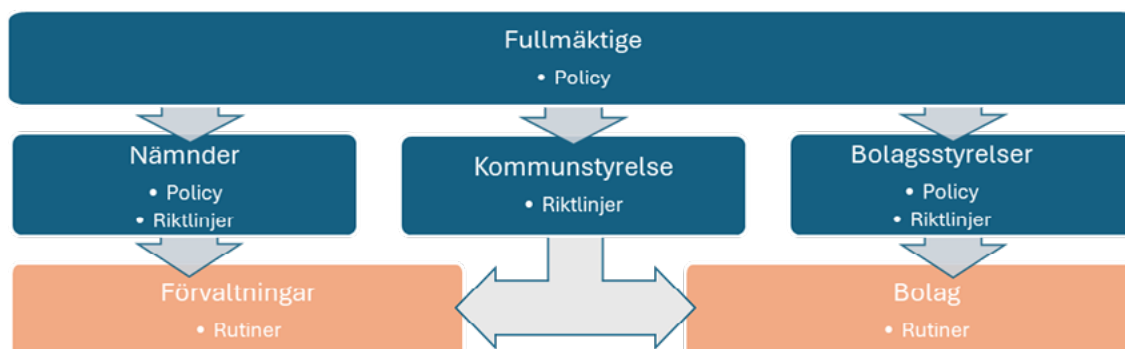 Fullmäktige
• Policy
Nämnder
• Policy
• Riktlinjer
Kommunstyrelse
• Riktlinjer
Bolagsstyrelser
• Policy
• Riktlinjer
Förvaltningar
• Rutiner
Bolag
• Rutiner